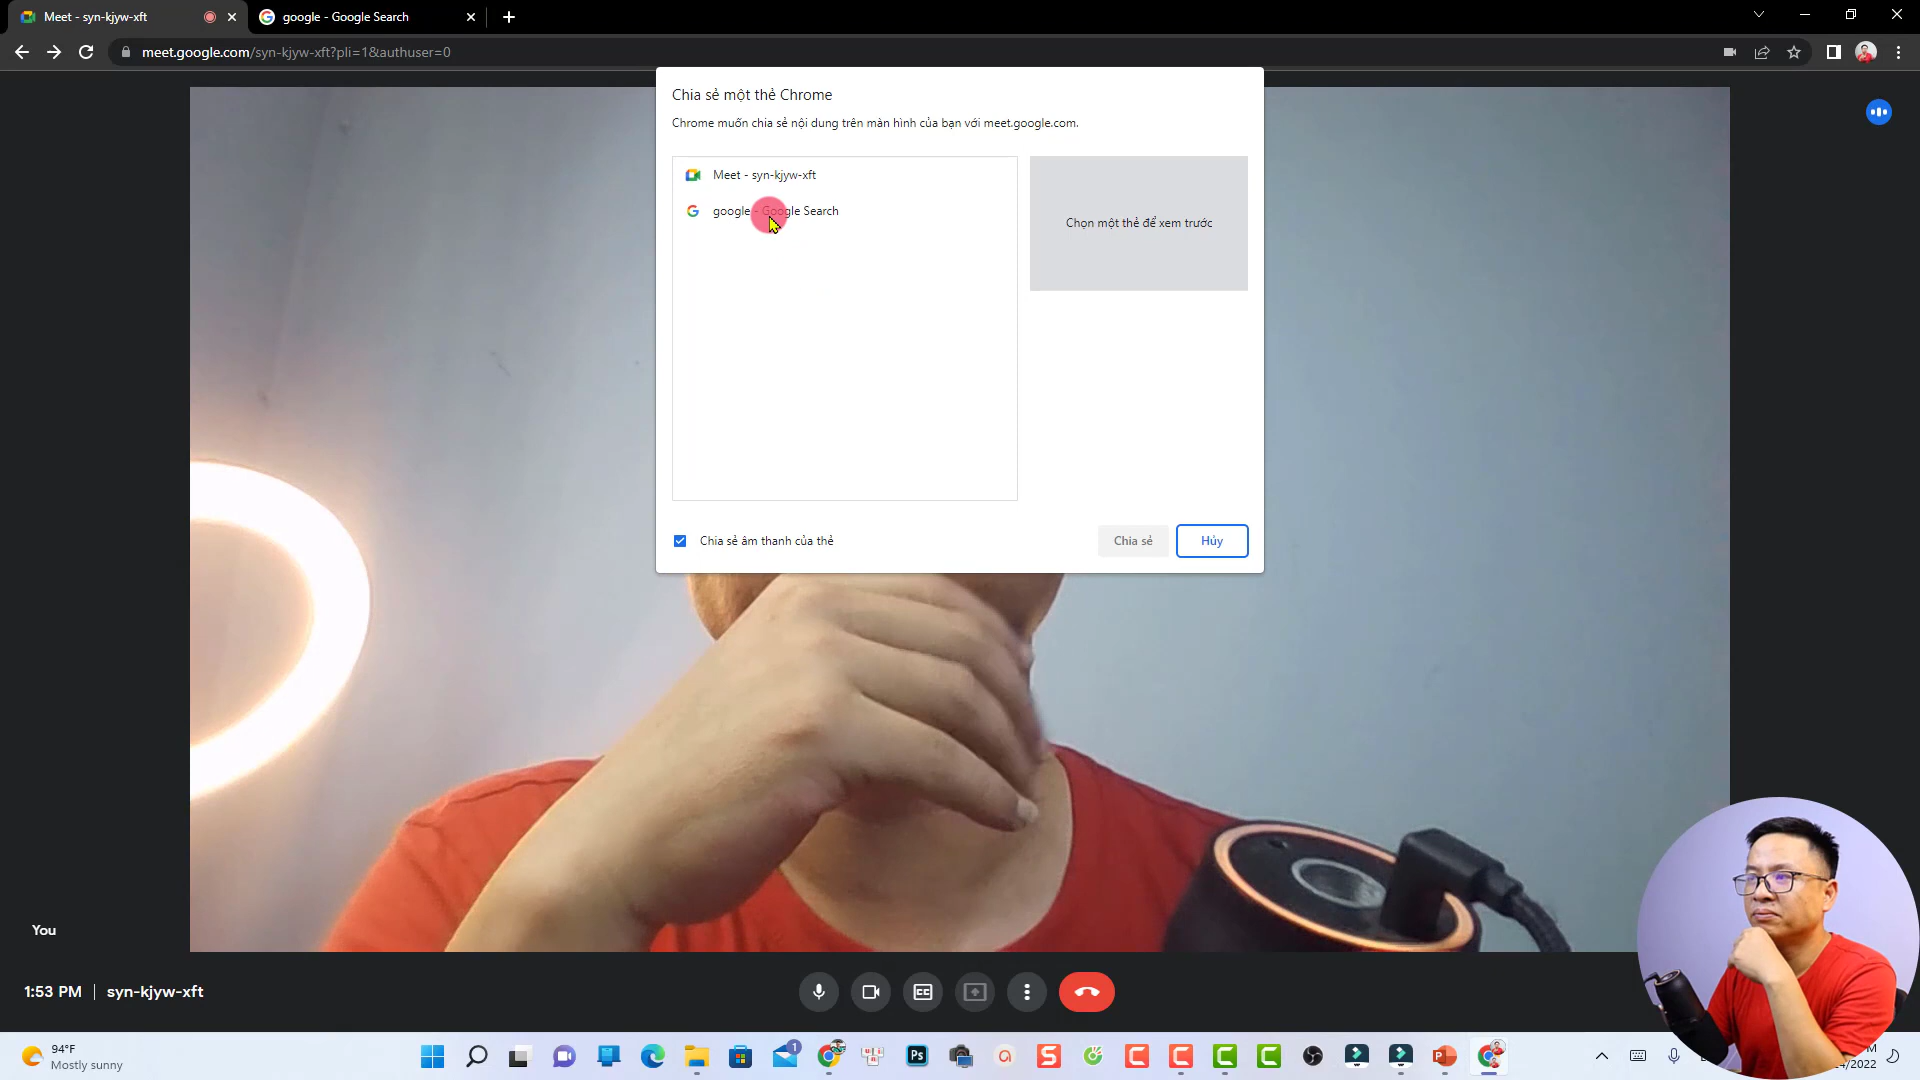 Meet - syn-kjyw-xft
google - Google Search
meet.google.com/syn-kjyw-xft?pli=1&authuser=0
Chia sẻ một thẻ Chrome
Chrome muốn chia sẻ nội dung trên màn hình của bạn với meet.google.com.
Meet - syn-kjyw-xft
google - Google Search
Chọn một thẻ để xem trước
Chia sẻ âm thanh của thẻ
Chia sẻ
Hủy
You
1:53 PM | syn-kjyw-xft
CC
94°F
Mostly sunny
1
Ps